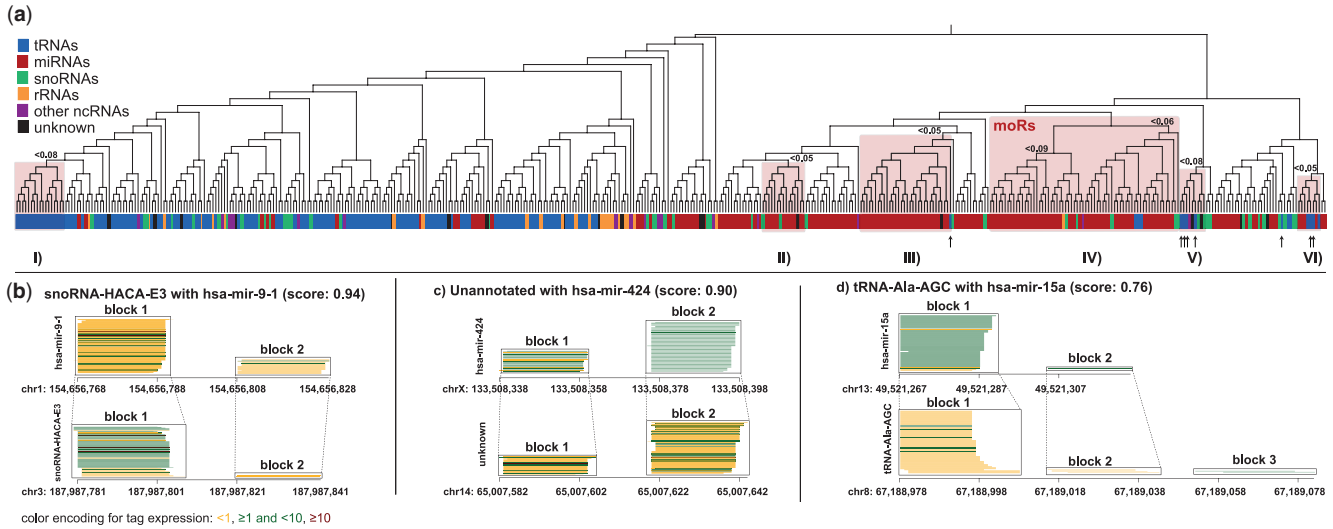 (a)
tRNAs
miRNAs
snoRNAs
rRNAs
other ncRNAs
unknown
<0.08
<0.05
<0.05
moRs
<0.09
<0.06
<0.08
<0.05
I)
II)
III)
IV)
V)
VI)
(b)
snoRNA-HACA-E3 with hsa-mir-9-1 (score: 0.94)
hsa-mir-9-1
block 1
block 2
chr1: 154,656,768 154,656,788 154,656,808 154,656,828
snoRNA-HACA-E3
block 1
block 2
chr3: 187,987,781 187,987,801 187,987,821 187,987,841
color encoding for tag expression: <1, ≥1 and <10, ≥10
c) Unannotated with hsa-mir-424 (score: 0.90)
hsa-mir-424
block 1
block 2
chrX: 133,508,338 133,508,358 133,508,378 133,508,398
unknown
block 1
block 2
chr14: 65,007,582 65,007,602 65,007,622 65,007,642
d) tRNA-Ala-AGC with hsa-mir-15a (score: 0.76)
hsa-mir-15a
block 1
block 2
chr13: 49,521,267 49,521,287 49,521,307
tRNA-Ala-AGC
block 1
block 2
block 3
chr8: 67,188,978 67,188,998 67,189,018 67,189,038 67,189,058 67,189,078